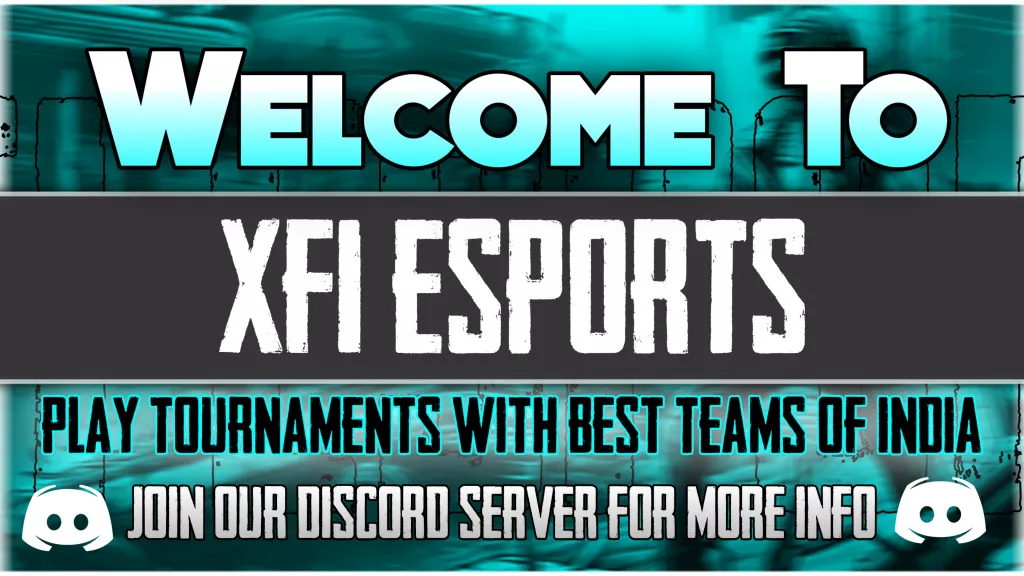 Welcome To
XFI ESPORTS
PLAY TOURNAMENTS WITH BEST TEAMS OF INDIA
JOIN OUR DISCORD SERVER FOR MORE INFO